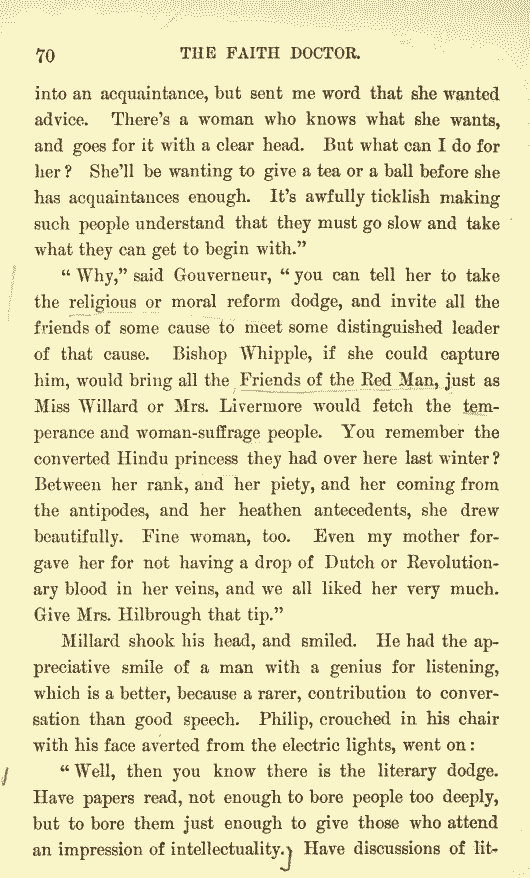 70 THE FAITH DOCTOR.
into an acquaintance, but sent me word that she wanted
advice. There's a woman who knows what she wants,
and goes for it with a clear head. But what can I do for
her? She'll be wanting to give a tea or a ball before she
has acquaintances enough. It's awfully ticklish making
such people understand that they must go slow and take
what they can get to begin with."
"Why," said Gouverneur, "you can tell her to take
the religious or moral reform dodge, and invite all the
friends of some cause to meet some distinguished leader
of that cause. Bishop Whipple, if she could capture
him, would bring all the Friends of the Red Man, just as
Miss Willard or Mrs. Livermore would fetch the tem-
perance and woman-suffrage people. You remember the
converted Hindu princess they had over here last winter?
Between her rank, and her piety, and her coming from
the antipodes, and her heathen antecedents, she drew
beautifully. Fine woman, too. Even my mother for-
gave her for not having a drop of Dutch or Revolution-
ary blood in her veins, and we all liked her very much.
Give Mrs. Hilbrough that tip."
Millard shook his head, and smiled. He had the ap-
preciative smile of a man with a genius for listening,
which is a better, because a rarer, contribution to conver-
sation than good speech. Philip, crouched in his chair
with his face averted from the electric lights, went on:
"Well, then you know there is the literary dodge.
Have papers read, not enough to bore people too deeply,
but to bore them just enough to give those who attend
an impression of intellectuality. Have discussions of lit-